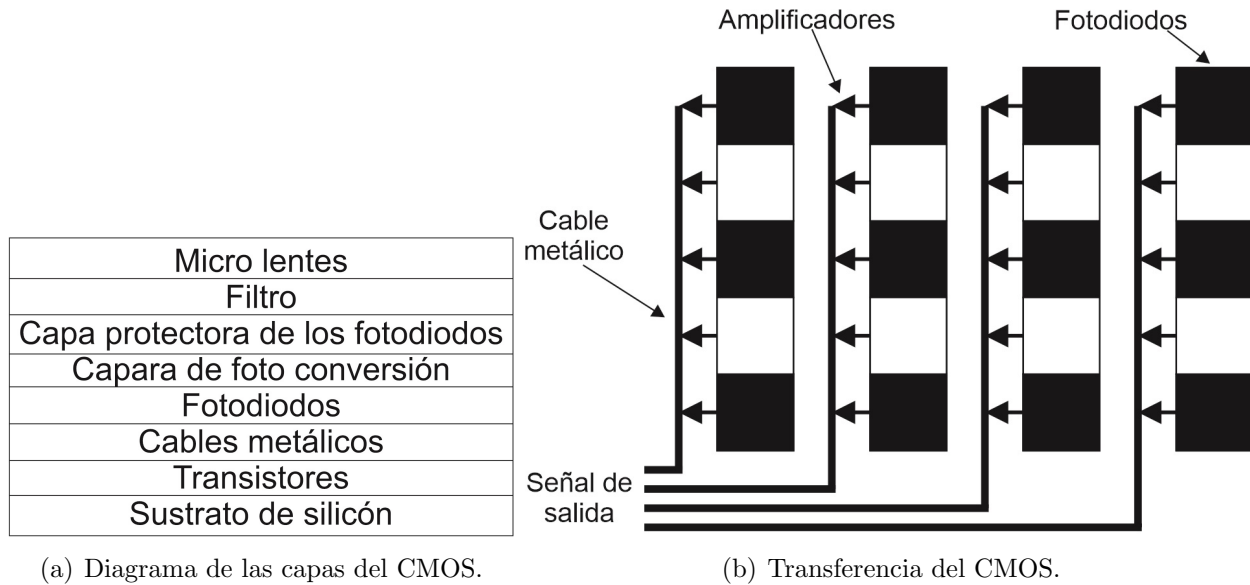 Micro lentes
Filtro
Capa protectora de los fotodiodos
Capara de foto conversión
Fotodiodos
Cables metálicos
Transistores
Sustrato de silicón
(a) Diagrama de las capas del CMOS.
Amplificadores
Fotodiodos
Cable
metálico
Señal de
salida
(b) Transferencia del CMOS.